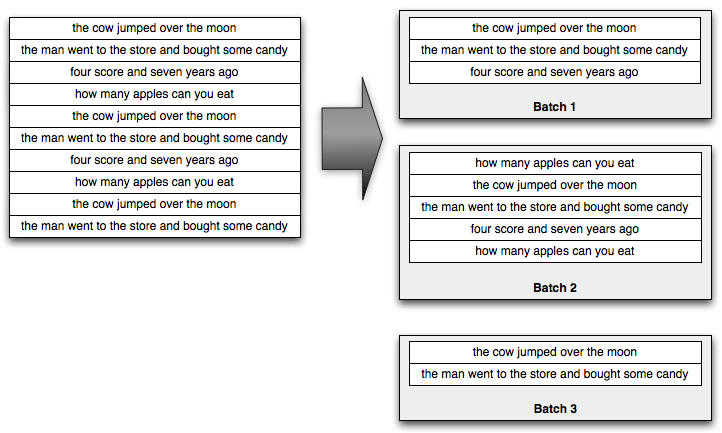 the cow jumped over the moon
the man went to the store and bought some candy
four score and seven years ago
how many apples can you eat
the cow jumped over the moon
the man went to the store and bought some candy
four score and seven years ago
how many apples can you eat
the cow jumped over the moon
the man went to the store and bought some candy
the cow jumped over the moon
the man went to the store and bought some candy
four score and seven years ago
Batch 1
how many apples can you eat
the cow jumped over the moon
the man went to the store and bought some candy
four score and seven years ago
how many apples can you eat
Batch 2
the cow jumped over the moon
the man went to the store and bought some candy
Batch 3